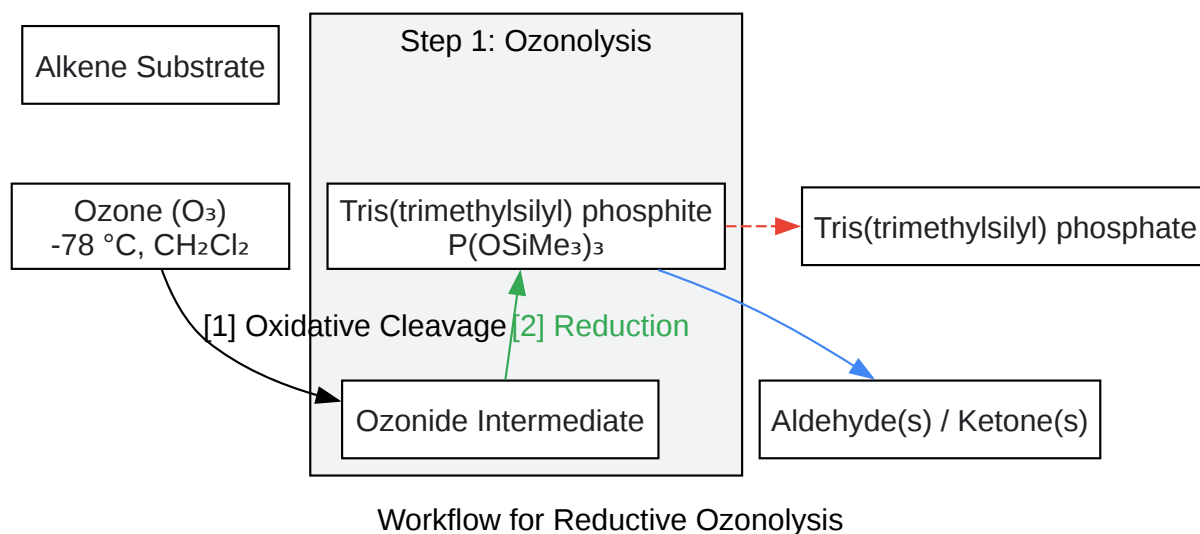 Step 1: Ozonolysis
Alkene Substrate
Ozone (O₃)
-78 °C, CH₂Cl₂
Tris(trimethylsilyl) phosphite
P(OSiMe₃)₃
Tris(trimethylsilyl) phosphate
[1] Oxidative Cleavage
[2] Reduction
Ozonide Intermediate
Aldehyde(s) / Ketone(s)
Workflow for Reductive Ozonolysis